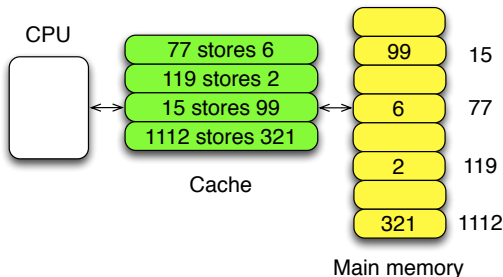 CPU
77 stores 6
119 stores 2
15 stores 99
1112 stores 321
Cache
99 15
6 77
2 119
321 1112
Main memory